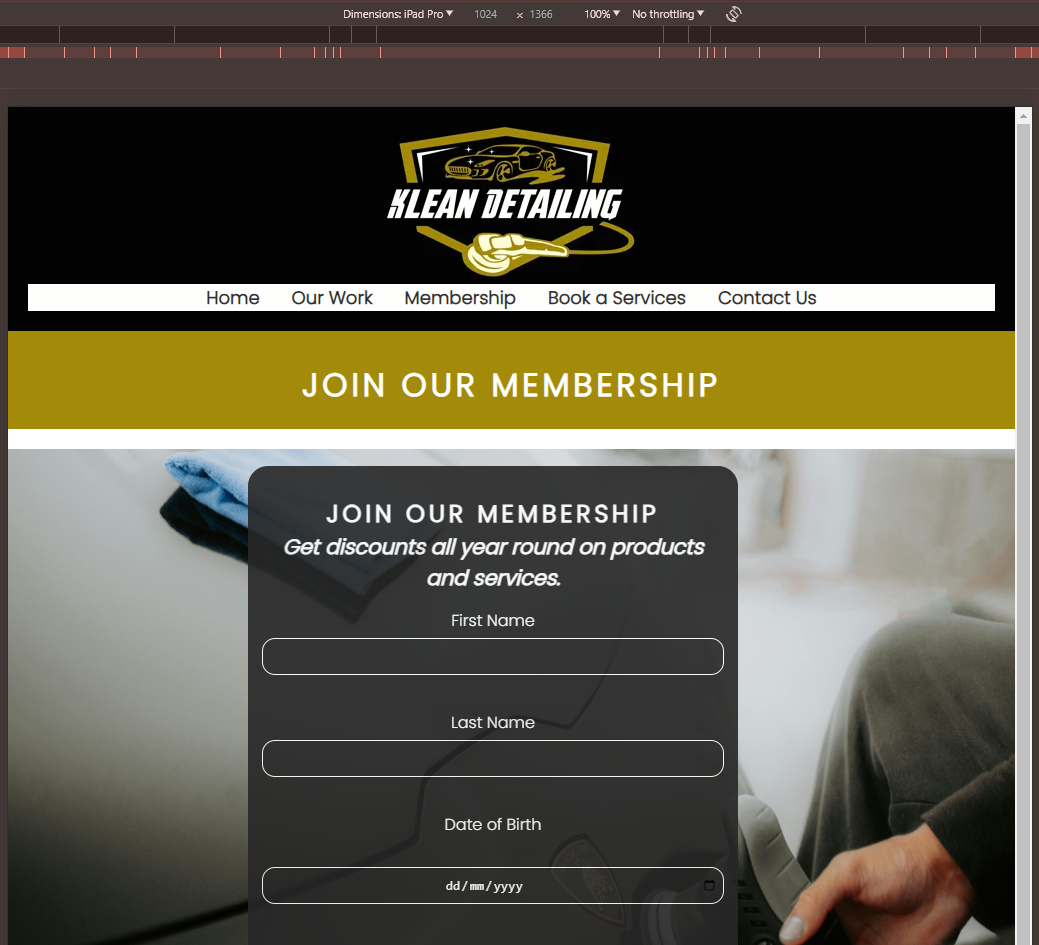 Dimensions: iPad Pro ▼ 1024 × 1366 100% ▼ No throttling ▼
KLEAN DETAILING
Home Our Work Membership Book a Services Contact Us
JOIN OUR MEMBERSHIP
JOIN OUR MEMBERSHIP
Get discounts all year round on products
and services.
First Name
Last Name
Date of Birth
dd/mm/yyyy